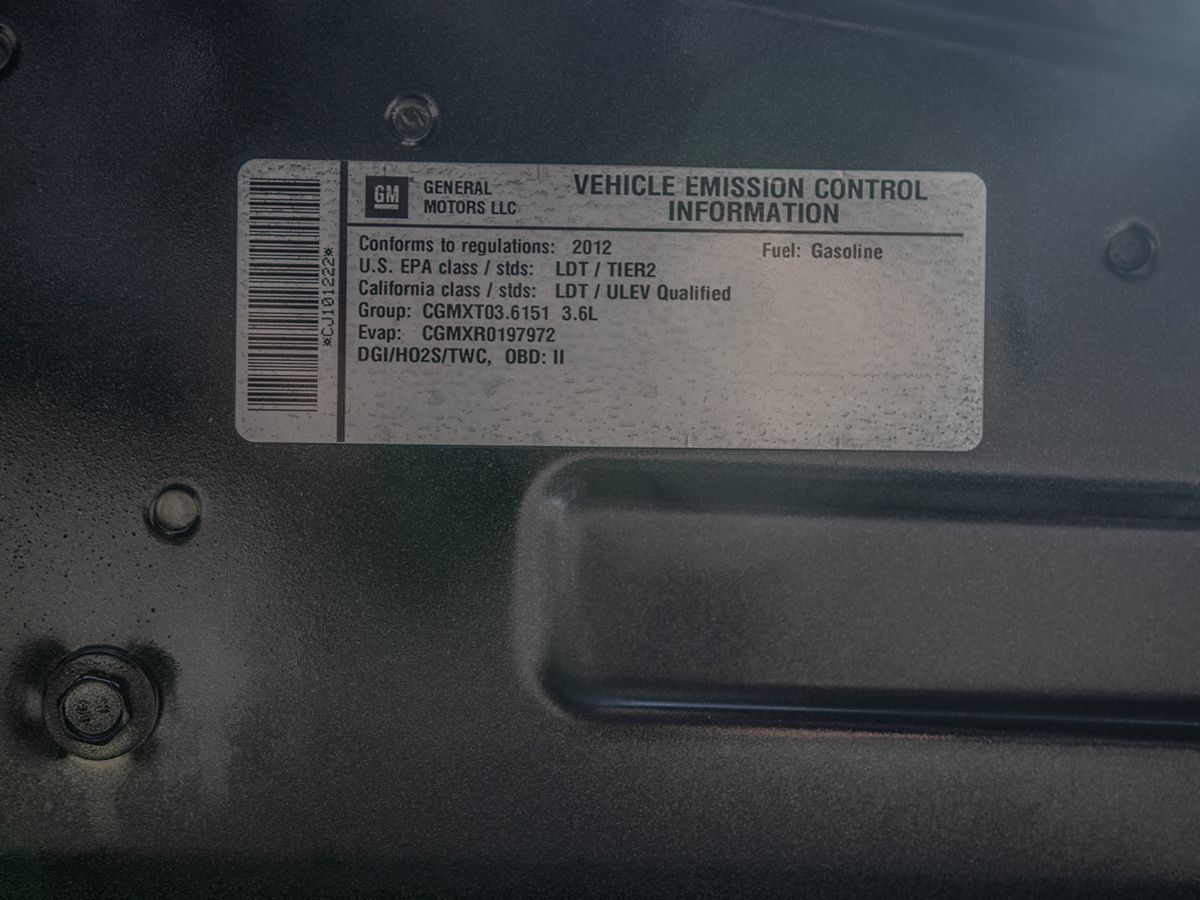 *CJ101222*
GM
GENERAL
MOTORS LLC
VEHICLE EMISSION CONTROL
INFORMATION
Conforms to regulations: 2012
Fuel: Gasoline
U.S. EPA class / stds: LDT / TIER2
California class / stds: LDT / ULEV Qualified
Group: CGMXT03.6151 3.6L
Evap: CGMXR0197972
DGI/HO2S/TWC, OBD: II